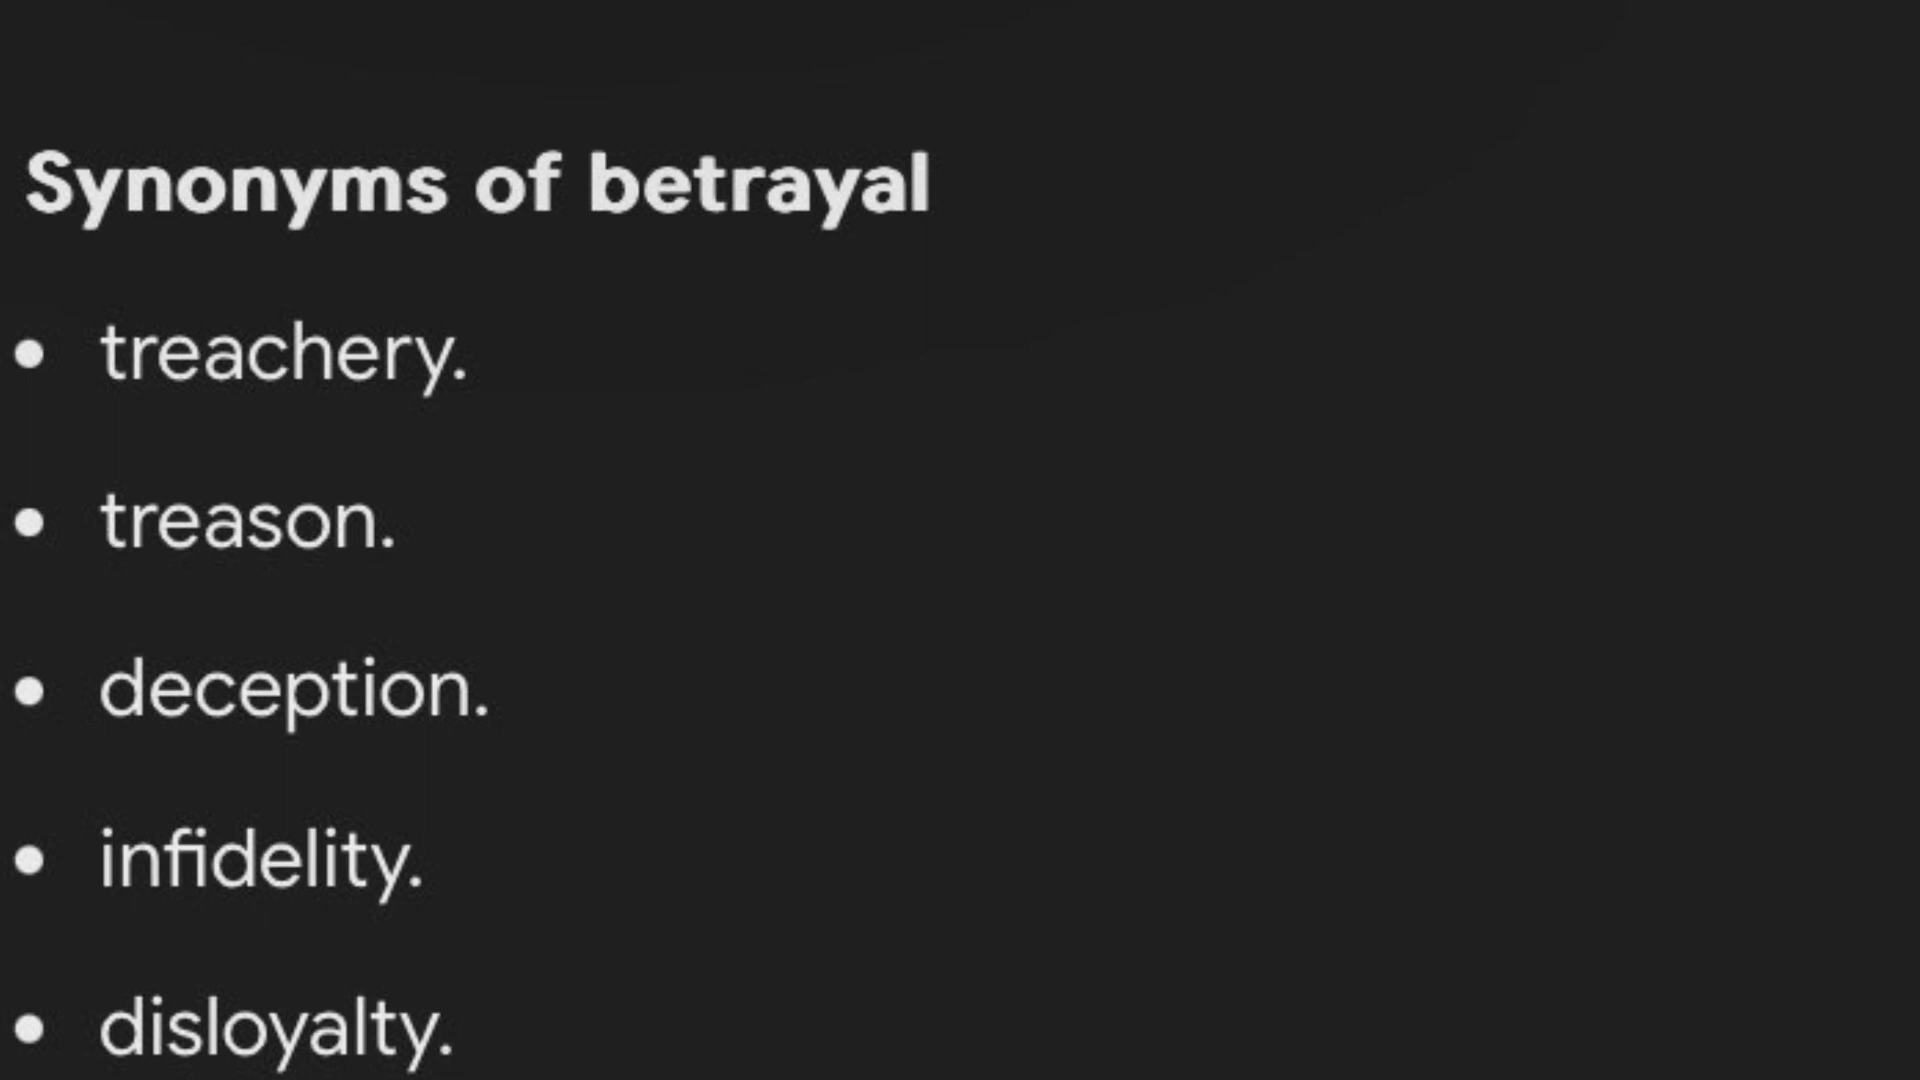 Synonyms of betrayal
• treachery.
• treason.
• deception.
• infidelity.
• disloyalty.